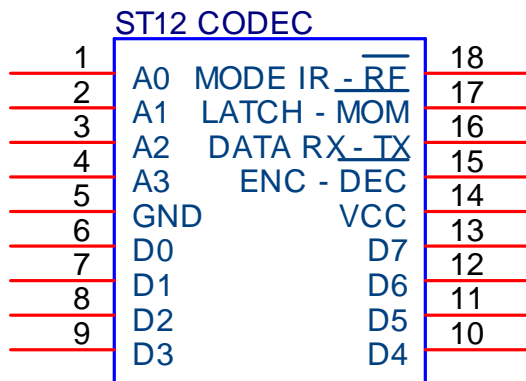 ST12 CODEC
1 A0 MODE IR - RF 18
2 A1 LATCH - MOM 17
3 A2 DATA RX - TX 16
4 A3 ENC - DEC 15
5 GND VCC 14
6 D0 D7 13
7 D1 D6 12
8 D2 D5 11
9 D3 D4 10